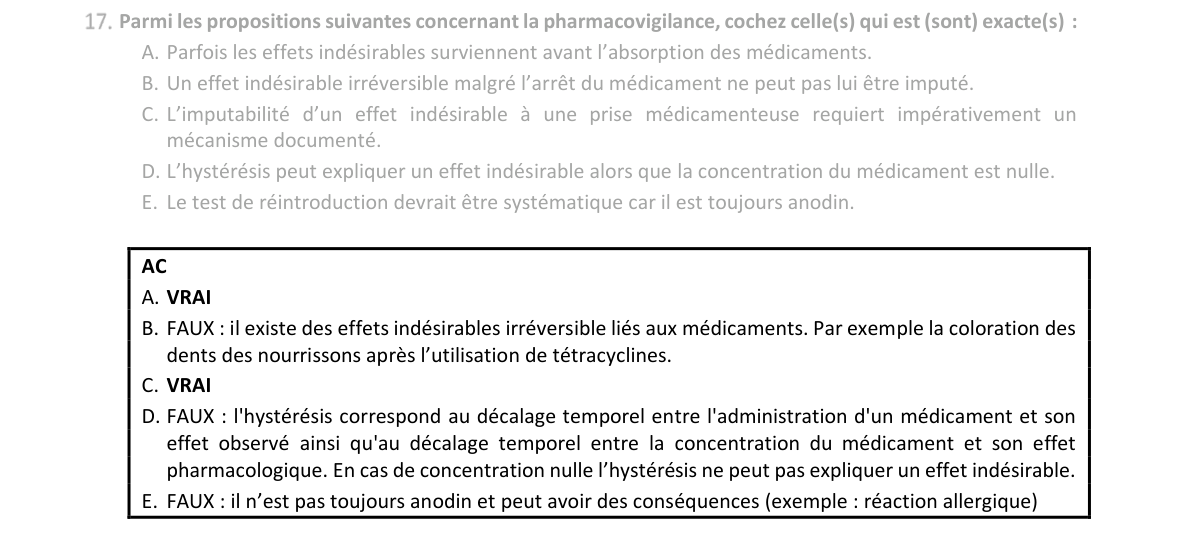 17. Parmi les propositions suivantes concernant la pharmacovigilance, cochez celle(s) qui est (sont) exacte(s) :
A. Parfois les effets indésirables surviennent avant l’absorption des médicaments.
B. Un effet indésirable irréversible malgré l’arrêt du médicament ne peut pas lui être imputé.
C. L’imputabilité d’un effet indésirable à une prise médicamenteuse requiert impérativement un
mécanisme documenté.
D. L’hystérésis peut expliquer un effet indésirable alors que la concentration du médicament est nulle.
E. Le test de réintroduction devrait être systématique car il est toujours anodin.
AC
A. VRAI
B. FAUX : il existe des effets indésirables irréversible liés aux médicaments. Par exemple la coloration des
dents des nourrissons après l’utilisation de tétracyclines.
C. VRAI
D. FAUX : l'hystérésis correspond au décalage temporel entre l'administration d'un médicament et son
effet observé ainsi qu'au décalage temporel entre la concentration du médicament et son effet
pharmacologique. En cas de concentration nulle l’hystérésis ne peut pas expliquer un effet indésirable.
E. FAUX : il n’est pas toujours anodin et peut avoir des conséquences (exemple : réaction allergique)